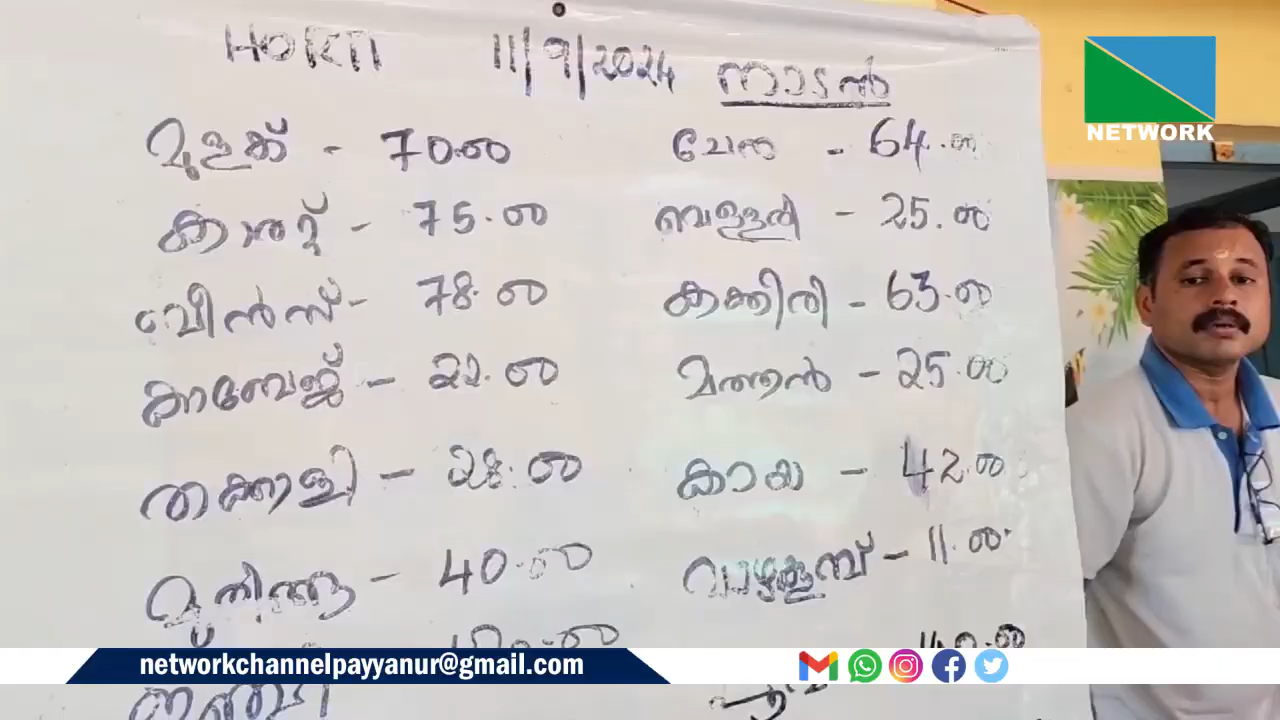 HORTI 11/9/2024 നാടൻ
മുളക് - 70.00
കാരറ്റ് - 75.00
ബീൻസ് - 78.00
കാബേജ് - 22.00
തക്കാളി - 28.00
മുരിങ്ങ - 40.00
ഇഞ്ചി
ചേന - 64.00
വെള്ളരി - 25.00
കക്കിരി - 63.00
മത്തൻ - 25.00
കായ - 42.00
വാഴകൂമ്പ് - 11.00
NETWORK
networkchannelpayyanur@gmail.com